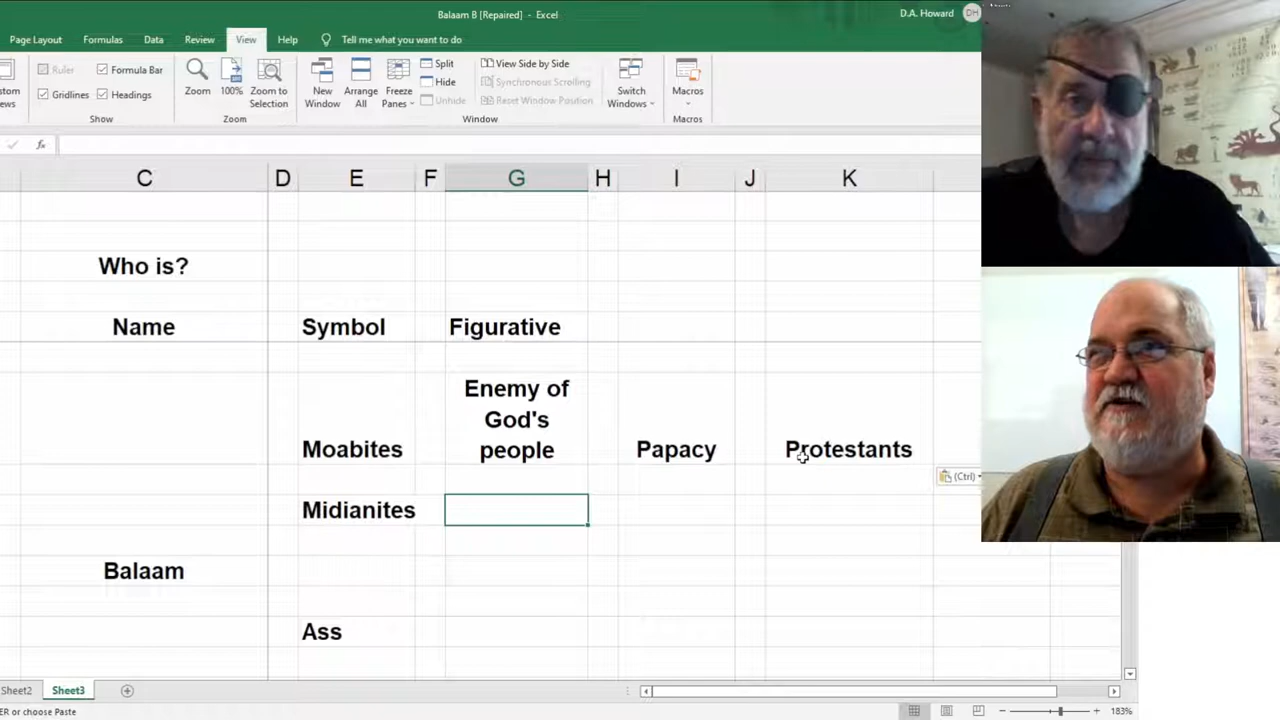 Balaam B [Repaired] - Excel
D.A. Howard DH
Page Layout Formulas Data Review View Help Tell me what you want to do
Ruler Formula Bar
Gridlines Headings
Show
Zoom 100% Zoom to Selection
Zoom
New Window Arrange All Freeze Panes
Split
Hide
Unhide
View Side by Side
Synchronous Scrolling
Reset Window Position
Switch Windows
Window
Macros
Macros
fx
C D E F G H I J K
Who is?
Name Symbol Figurative
Enemy of
God's
Moabites people Papacy Protestants
(Ctrl)
Midianites
Balaam
Ass
Sheet2 Sheet3
ER or choose Paste
183%